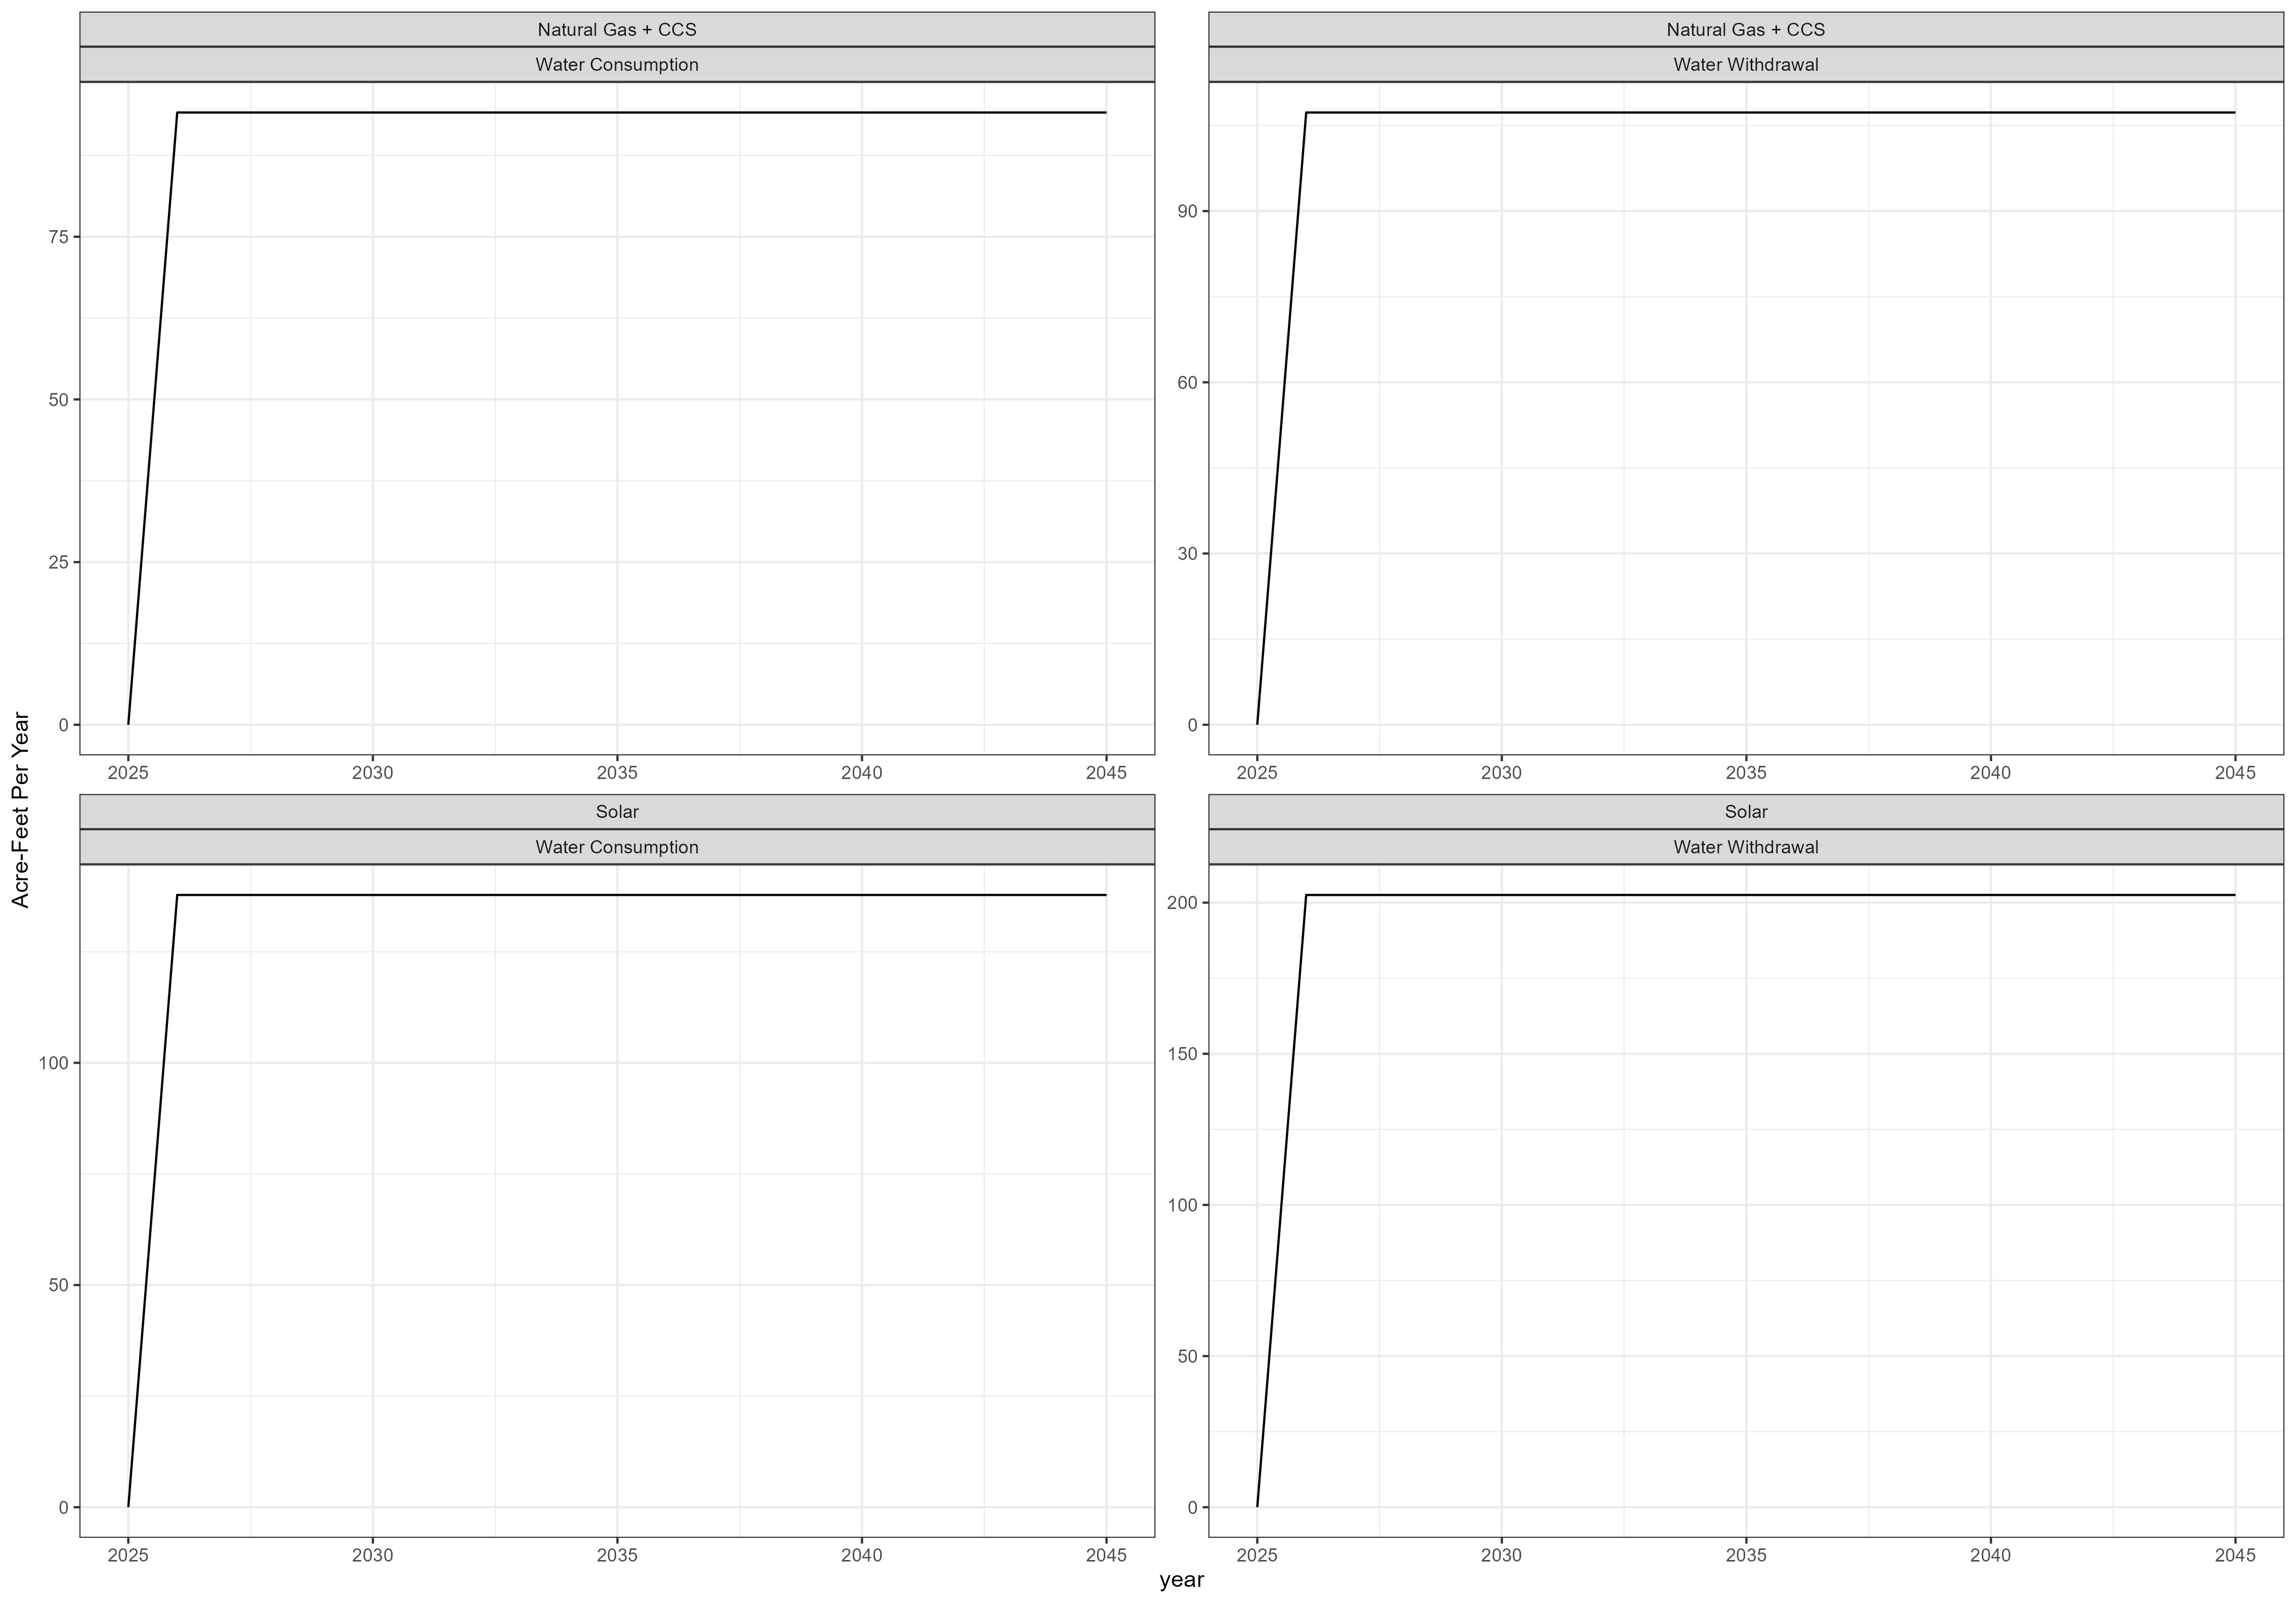 Natural Gas + CCS
Water Consumption
75
50
25
0
2025 2030 2035 2040 2045
Natural Gas + CCS
Water Withdrawal
90
60
30
0
2025 2030 2035 2040 2045
Acre-Feet Per Year
Solar
Water Consumption
100
50
0
2025 2030 2035 2040 2045
Solar
Water Withdrawal
200
150
100
50
0
2025 2030 2035 2040 2045
year